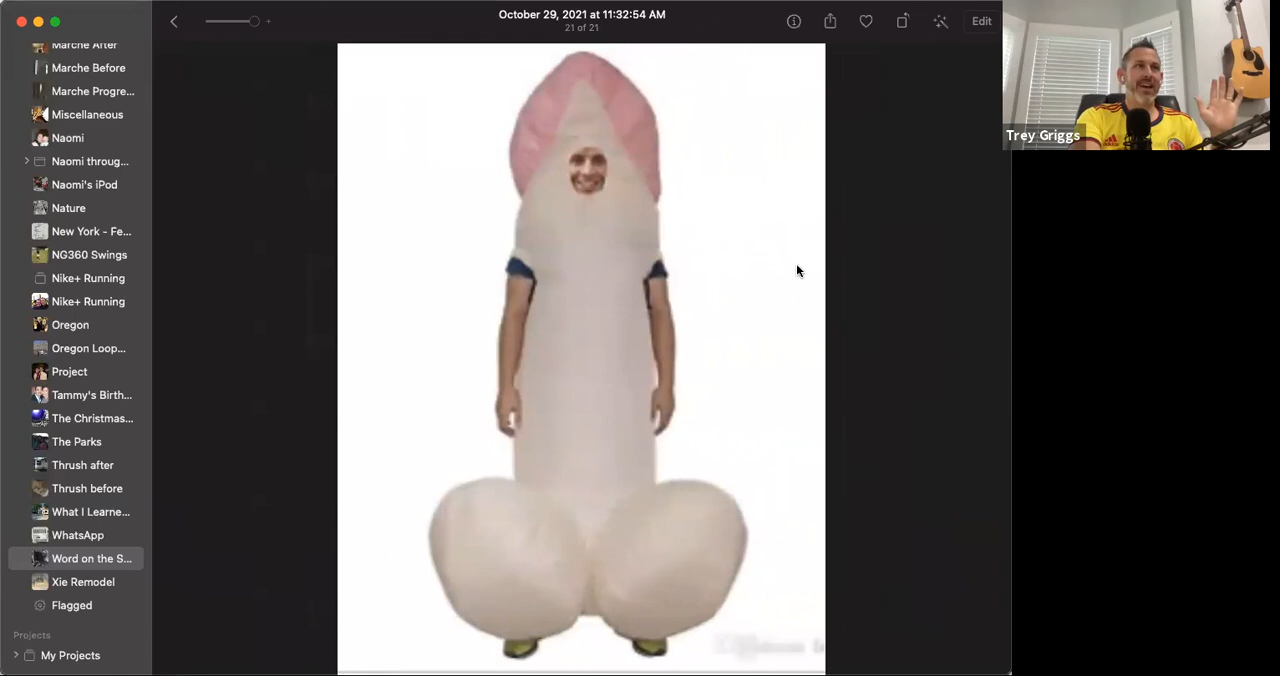 October 29, 2021 at 11:32:54 AM
21 of 21
Edit
Marche After
Marche Before
Marche Progre...
Miscellaneous
Naomi
Naomi throug...
Naomi's iPod
Nature
New York - Fe...
NG360 Swings
Nike+ Running
Nike+ Running
Oregon
Oregon Loop...
Project
Tammy's Birth...
The Christmas...
The Parks
Thrush after
Thrush before
What I Learne...
WhatsApp
Word on the S...
Xie Remodel
Flagged
Projects
My Projects
Trey Griggs